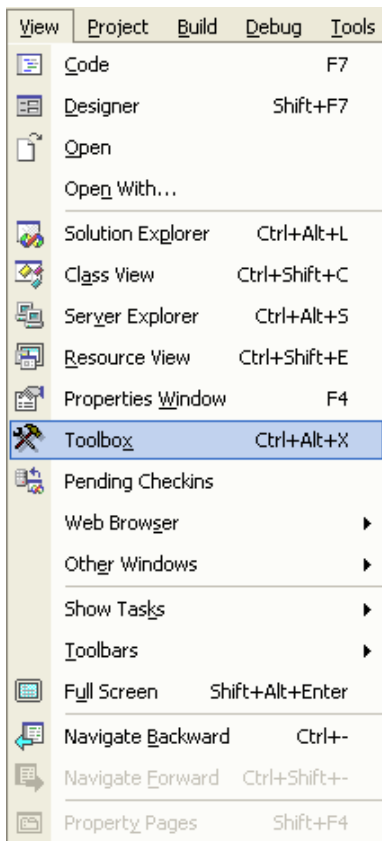 View Project Build Debug Tools
Code F7
Designer Shift+F7
Open
Open With...
Solution Explorer Ctrl+Alt+L
Class View Ctrl+Shift+C
Server Explorer Ctrl+Alt+S
Resource View Ctrl+Shift+E
Properties Window F4
Toolbox Ctrl+Alt+X
Pending Checkins
Web Browser
Other Windows
Show Tasks
Toolbars
Full Screen Shift+Alt+Enter
Navigate Backward Ctrl+-
Navigate Forward Ctrl+Shift+-
Property Pages Shift+F4